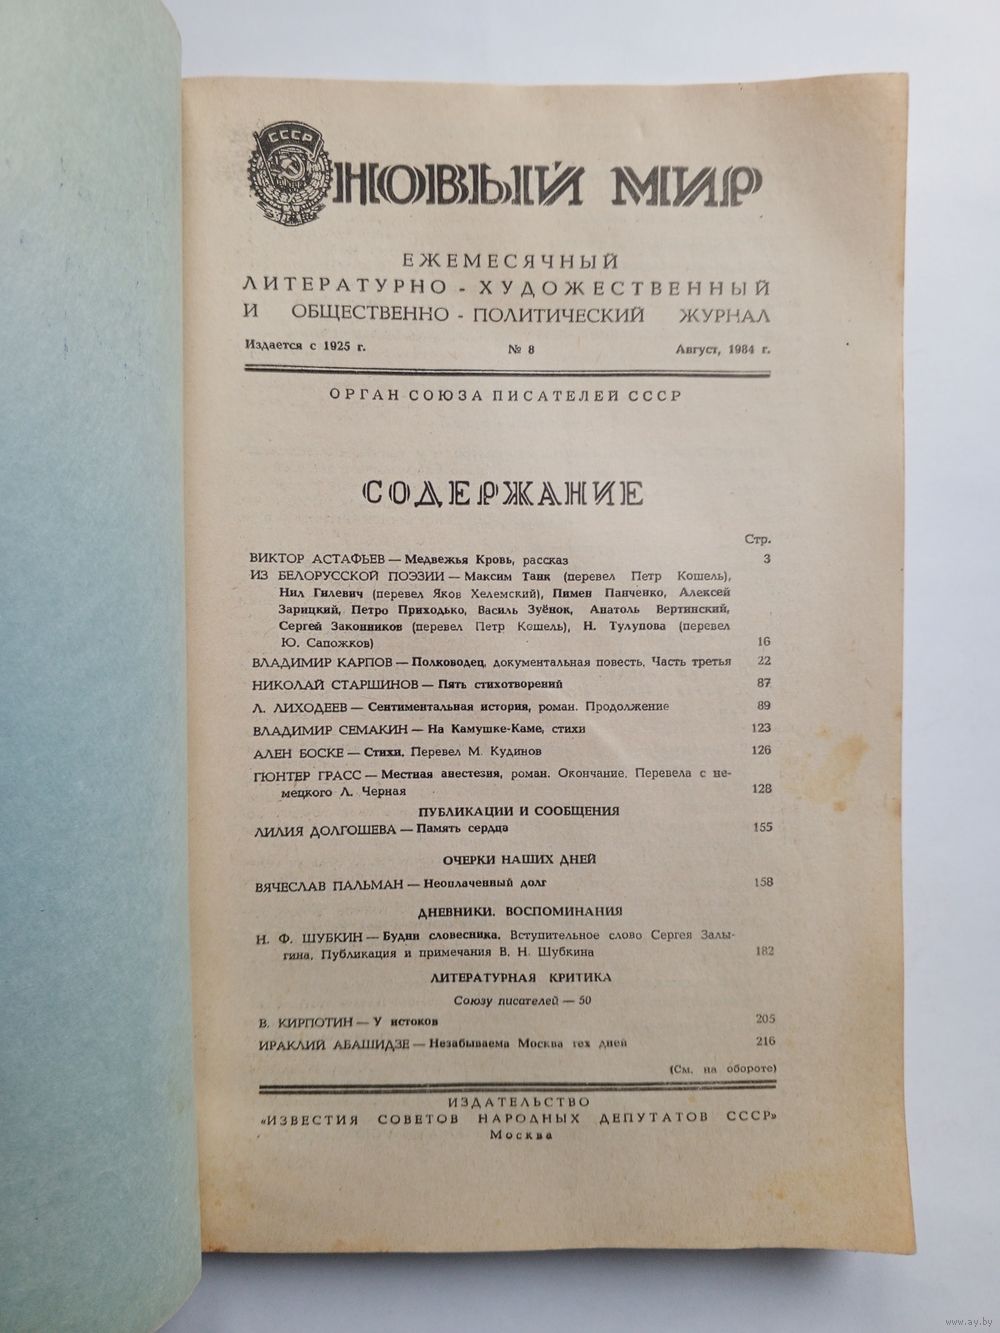 СССР
НОВЫЙ МИР
ЕЖЕМЕСЯЧНЫЙ
ЛИТЕРАТУРНО - ХУДОЖЕСТВЕННЫЙ
И ОБЩЕСТВЕННО - ПОЛИТИЧЕСКИЙ ЖУРНАЛ
Издается с 1925 г. № 8 Август, 1984 г.
ОРГАН СОЮЗА ПИСАТЕЛЕЙ СССР
СОДЕРЖАНИЕ
Стр.
ВИКТОР АСТАФЬЕВ — Медвежья Кровь, рассказ 3
ИЗ БЕЛОРУССКОЙ ПОЭЗИИ — Максим Танк (перевел Петр Кошель),
Нил Гилевич (перевел Яков Хелемский), Пимен Панченко, Алексей
Зарицкий, Петро Приходько, Василь Зуёнок, Анатоль Вертинский,
Сергей Законников (перевел Петр Кошель), Н. Тулупова (перевел
Ю. Сапожков) 16
ВЛАДИМИР КАРПОВ — Полководец, документальная повесть. Часть третья 22
НИКОЛАЙ СТАРШИНОВ — Пять стихотворений 87
Л. ЛИХОДЕЕВ — Сентиментальная история, роман. Продолжение 89
ВЛАДИМИР СЕМАКИН — На Камушке-Каме, стихи 123
АЛЕН БОСКЕ — Стихи. Перевел М. Кудинов 126
ГЮНТЕР ГРАСС — Местная анестезия, роман. Окончание. Перевела с не-
мецкого Л. Черная 128
ПУБЛИКАЦИИ И СООБЩЕНИЯ
ЛИЛИЯ ДОЛГОШЕВА — Память сердца 155
ОЧЕРКИ НАШИХ ДНЕЙ
ВЯЧЕСЛАВ ПАЛЬМАН — Неоплаченный долг 158
ДНЕВНИКИ. ВОСПОМИНАНИЯ
Н. Ф. ШУБКИН — Будни словесника. Вступительное слово Сергея Залы-
гина. Публикация и примечания В. Н. Шубкина 182
ЛИТЕРАТУРНАЯ КРИТИКА
Союзу писателей — 50
В. КИРПОТИН — У истоков 205
ИРАКЛИЙ АБАШИДЗЕ — Незабываема Москва тех дней 216
(См. на обороте)
ИЗДАТЕЛЬСТВО
«ИЗВЕСТИЯ СОВЕТОВ НАРОДНЫХ ДЕПУТАТОВ СССР»
Москва
www.ay.by